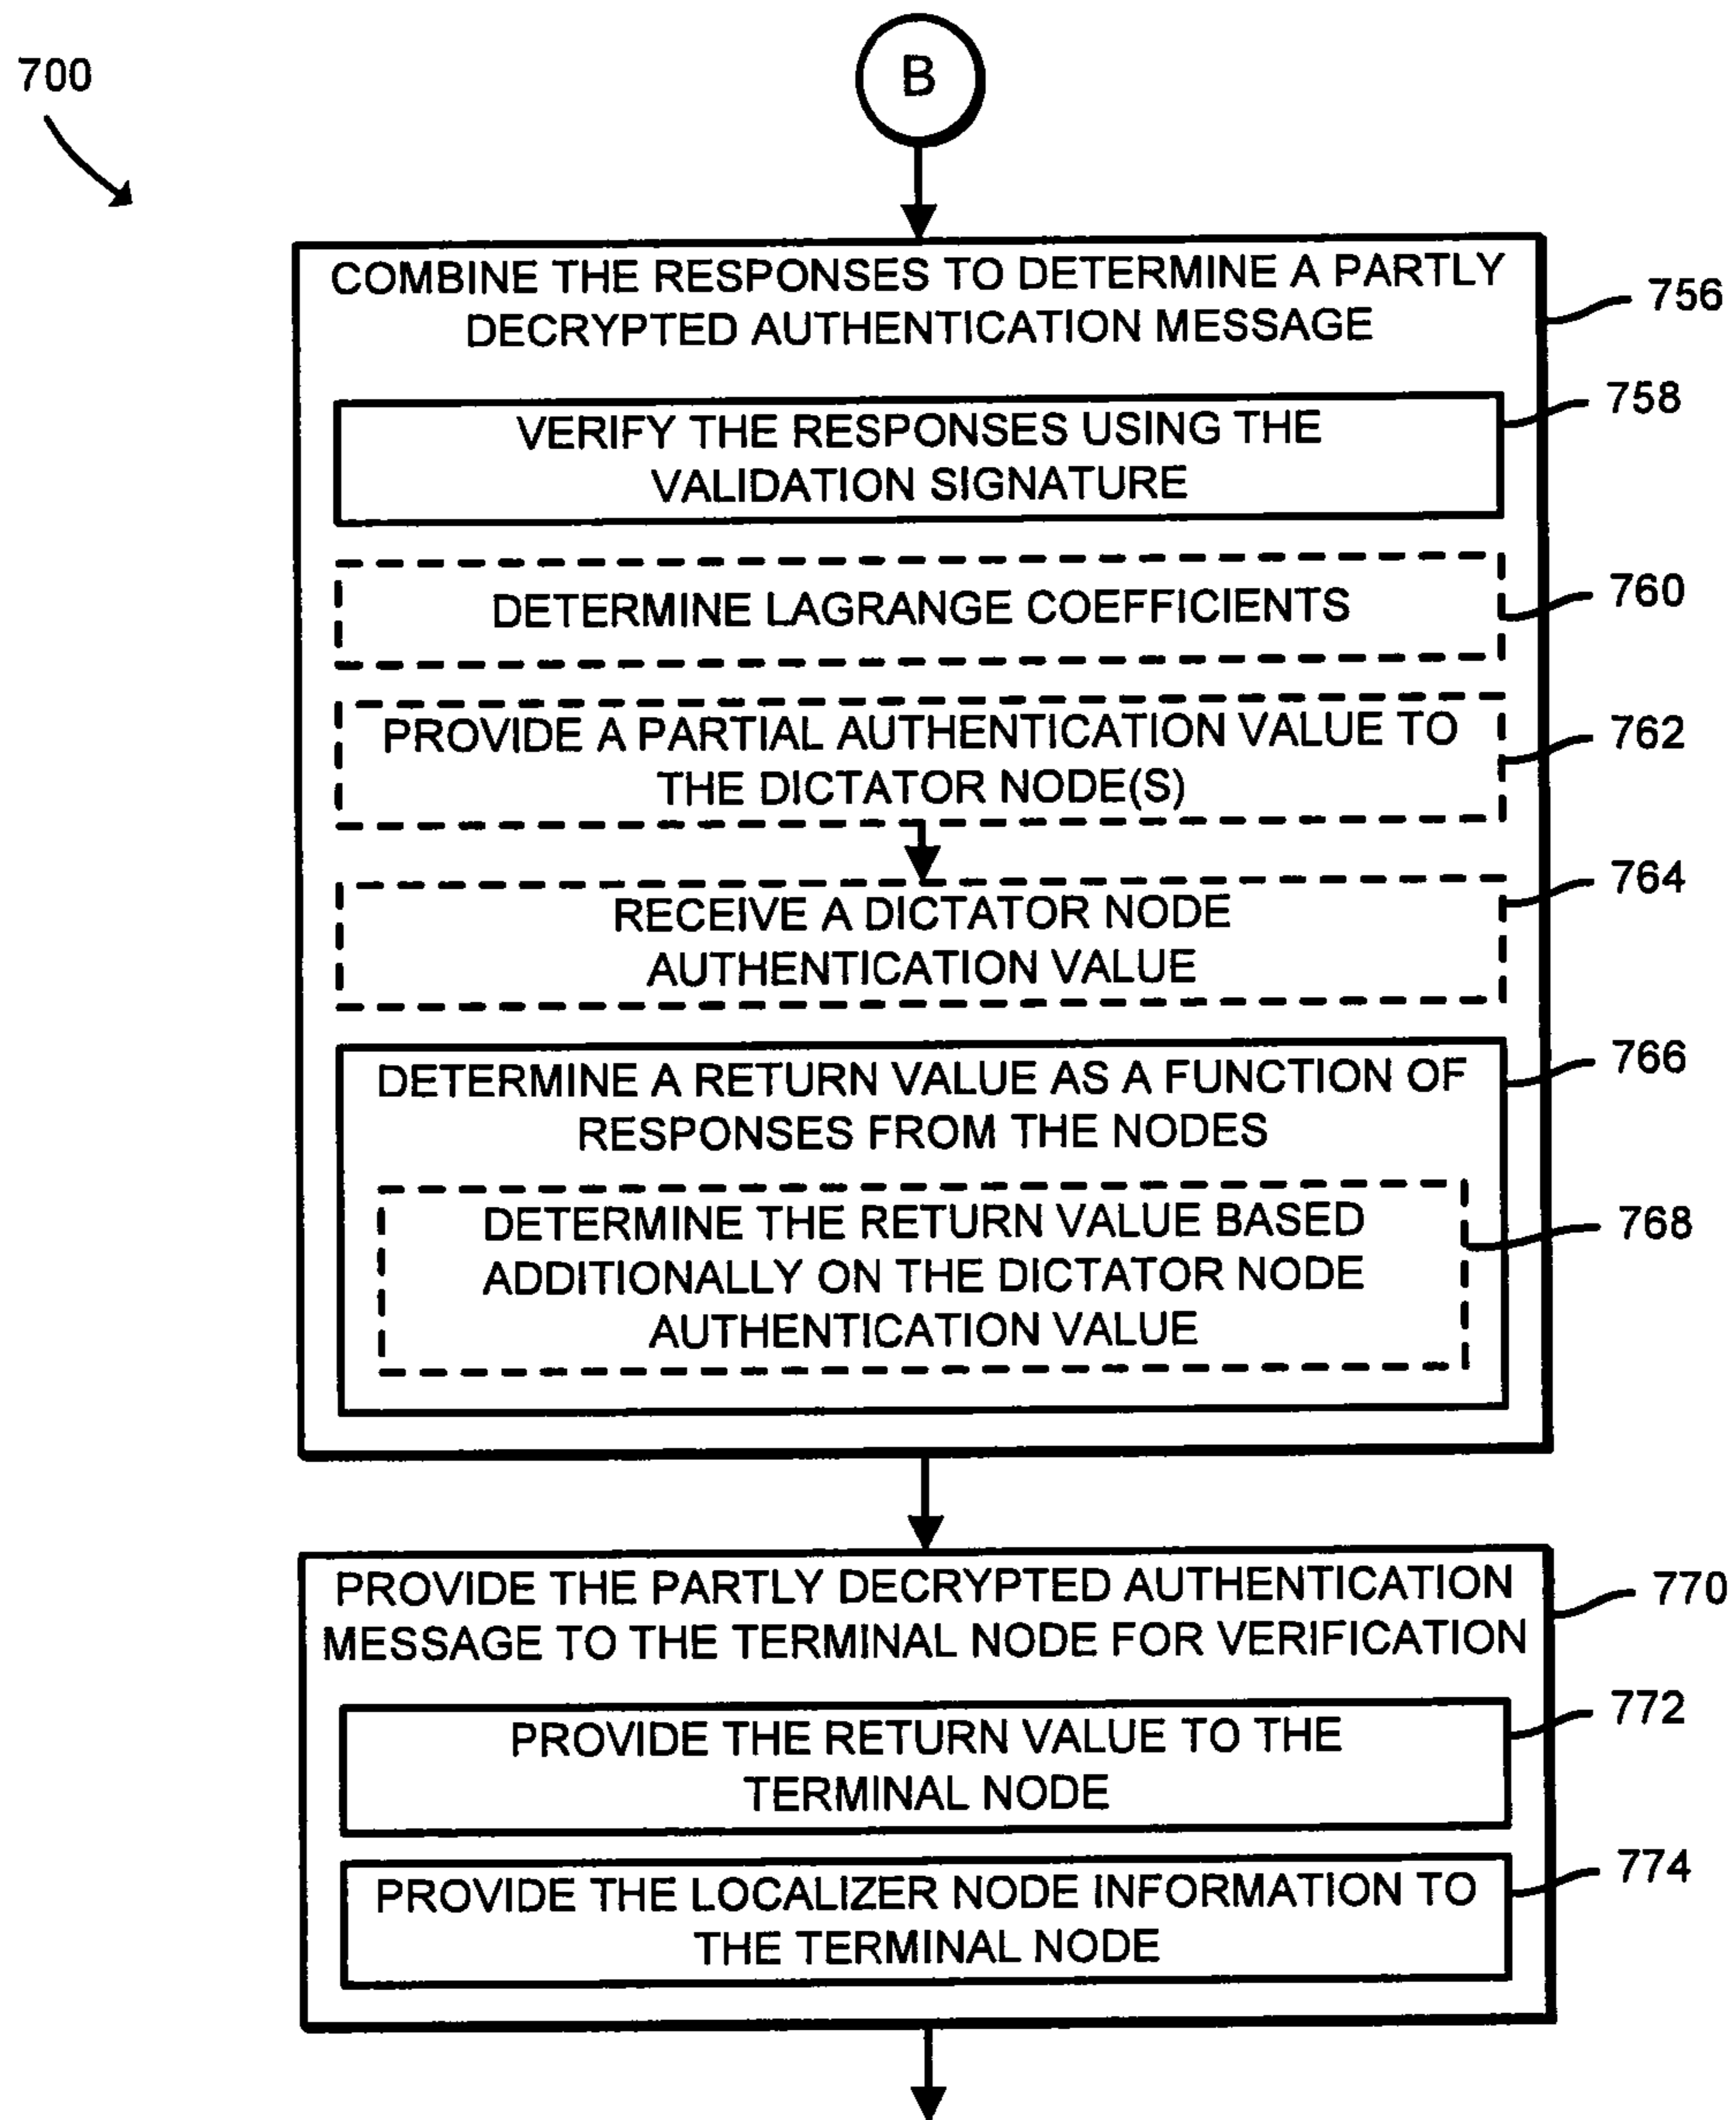 700
B
COMBINE THE RESPONSES TO DETERMINE A PARTLY
DECRYPTED AUTHENTICATION MESSAGE
756
VERIFY THE RESPONSES USING THE
VALIDATION SIGNATURE
758
DETERMINE LAGRANGE COEFFICIENTS
760
PROVIDE A PARTIAL AUTHENTICATION VALUE TO
THE DICTATOR NODE(S)
762
RECEIVE A DICTATOR NODE
AUTHENTICATION VALUE
764
DETERMINE A RETURN VALUE AS A FUNCTION OF
RESPONSES FROM THE NODES
766
DETERMINE THE RETURN VALUE BASED
ADDITIONALLY ON THE DICTATOR NODE
AUTHENTICATION VALUE
768
PROVIDE THE PARTLY DECRYPTED AUTHENTICATION
MESSAGE TO THE TERMINAL NODE FOR VERIFICATION
770
PROVIDE THE RETURN VALUE TO THE
TERMINAL NODE
772
PROVIDE THE LOCALIZER NODE INFORMATION TO
THE TERMINAL NODE
774